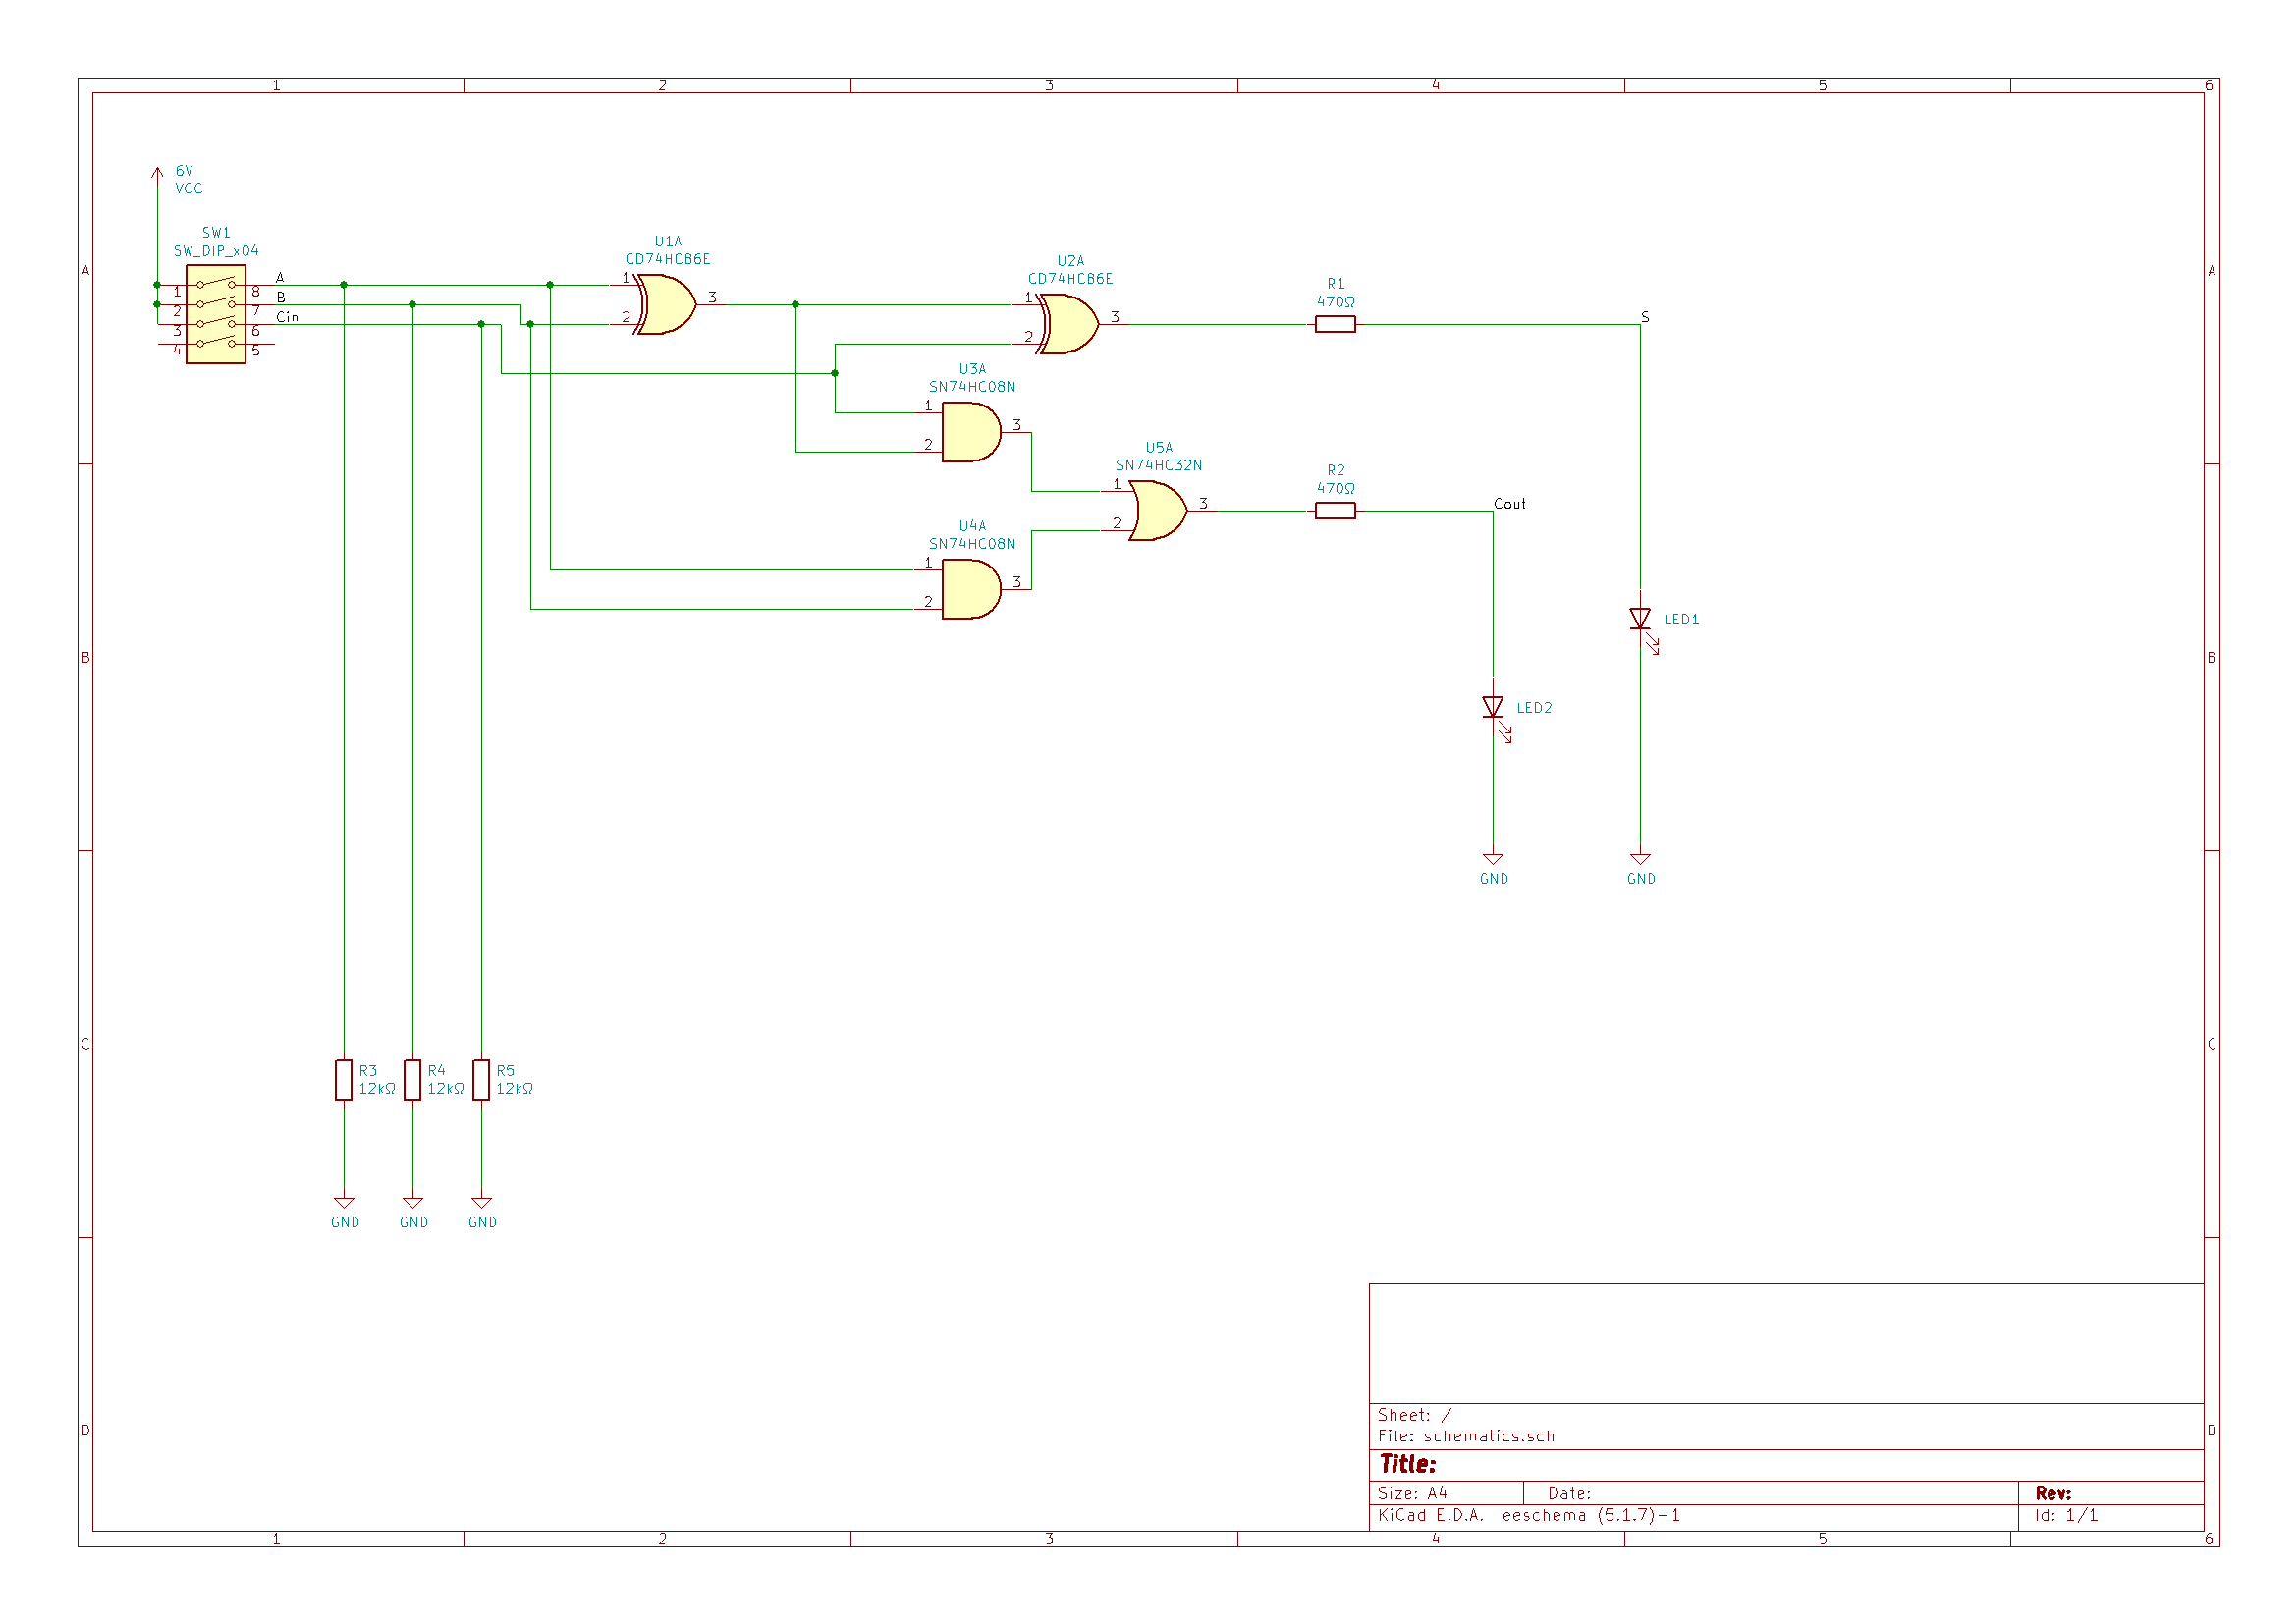 1 2 3 4 5 6
6V
VCC
SW1
SW_DIP_x04
A
B
Cin
1 8
2 7
3 6
4 5
U1A
CD74HC86E
1
2
3
U2A
CD74HC86E
1
2
3
R1
470Ω
S
U3A
SN74HC08N
1
2
3
U5A
SN74HC32N
1
2
3
R2
470Ω
Cout
U4A
SN74HC08N
1
2
3
LED1
LED2
GND
GND
R3
12kΩ
R4
12kΩ
R5
12kΩ
GND
GND
GND
A
B
C
D
A
B
C
D
Sheet: /
File: schematics.sch
Title:
Size: A4
Date:
Rev:
KiCad E.D.A. eeschema (5.1.7)-1
Id: 1/1
1 2 3 4 5 6